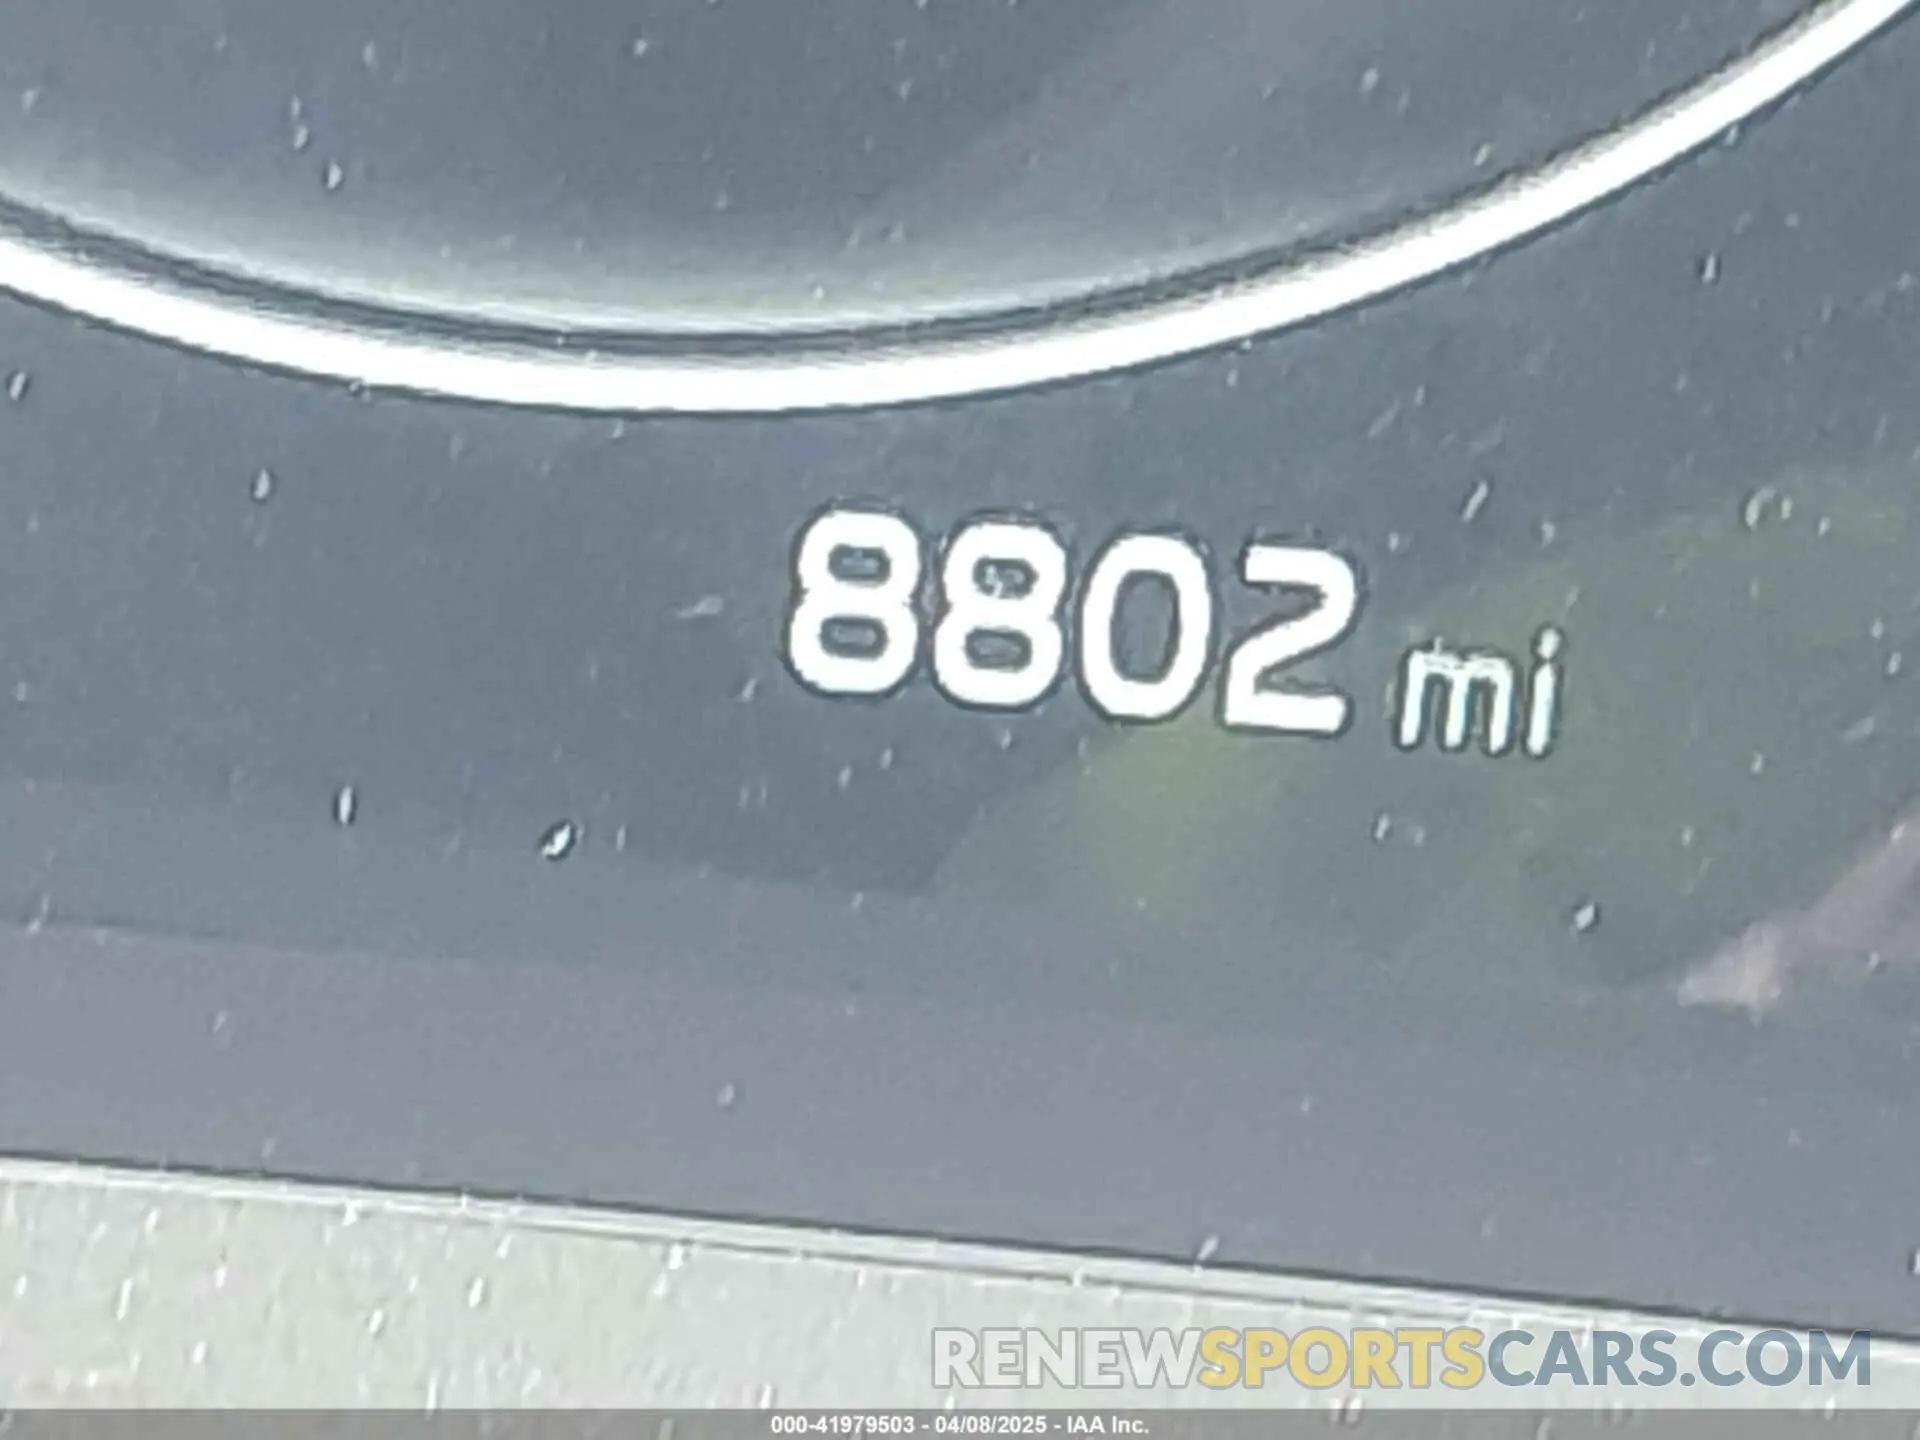 8802 mi
RENEWSPORTSCARS.COM
000-41979503 - 04/08/2025 - IAA Inc.